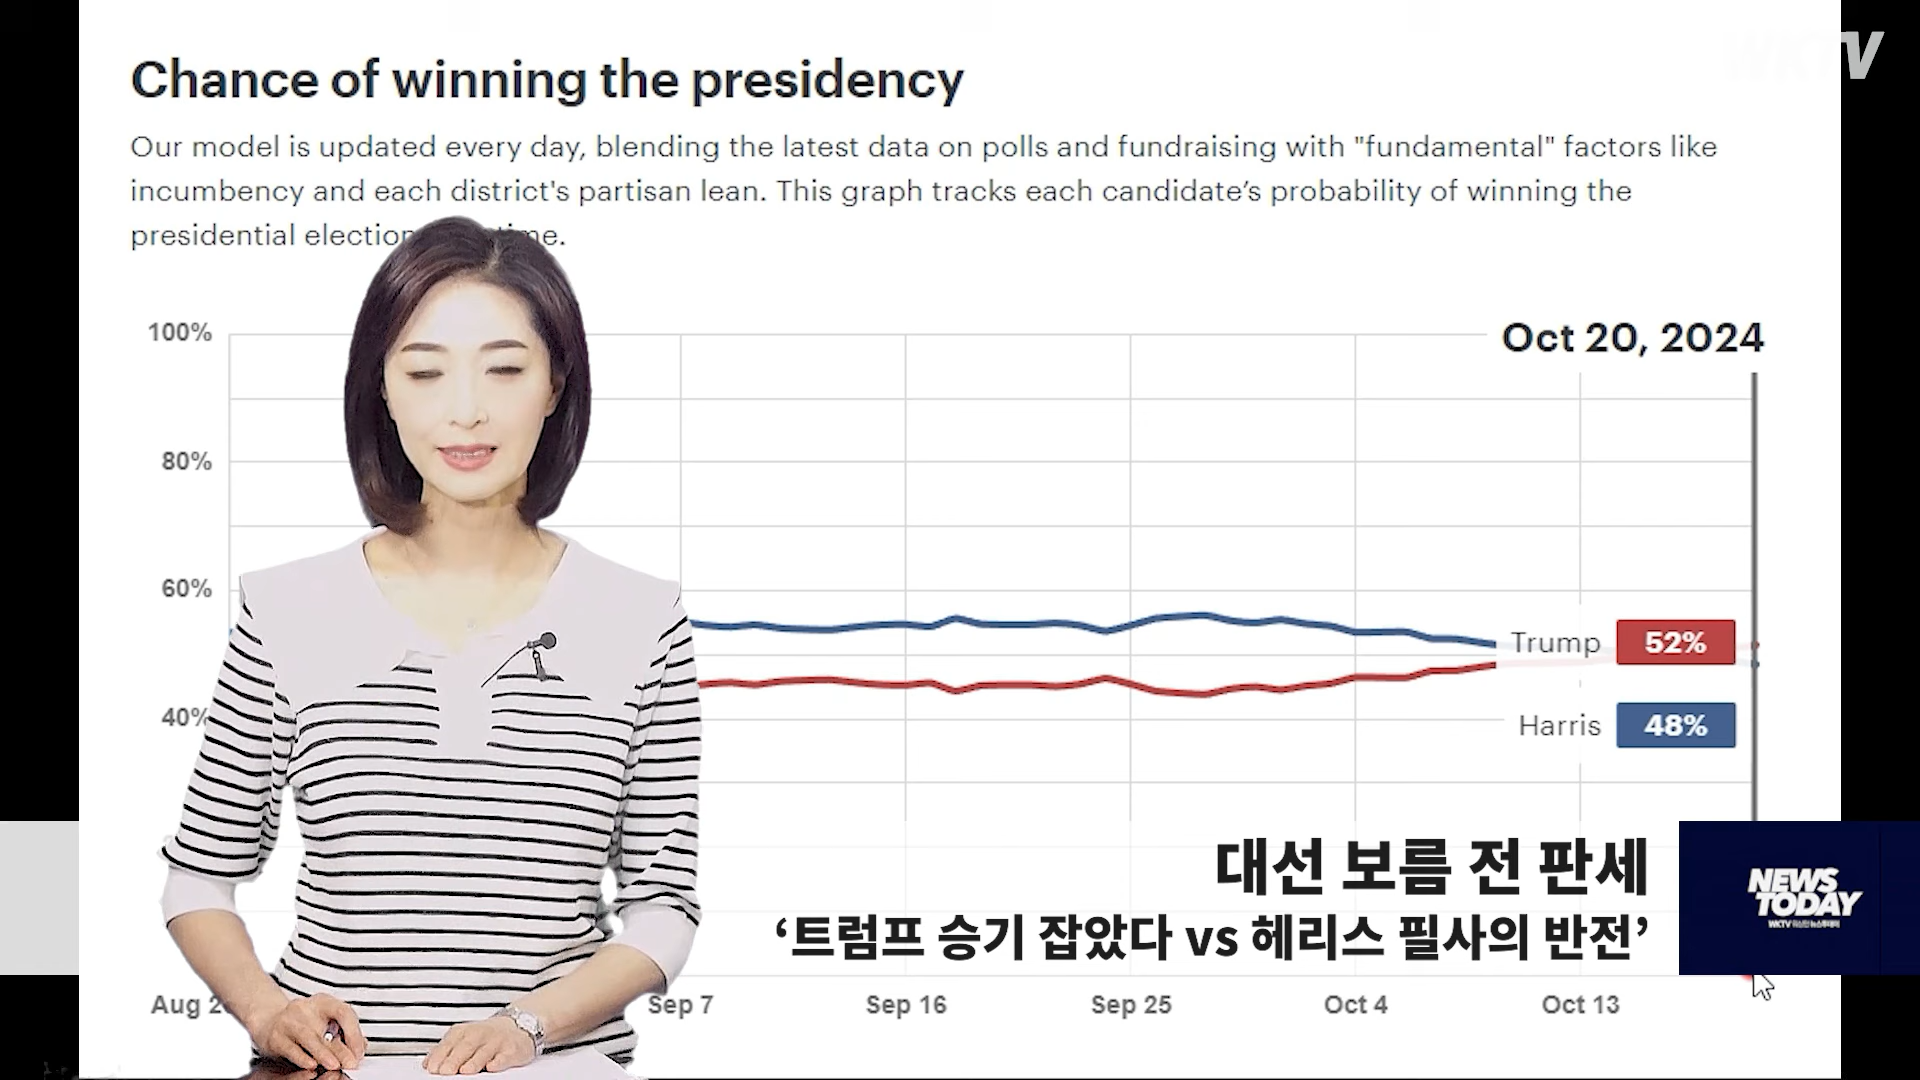 WKTV
Chance of winning the presidency
Our model is updated every day, blending the latest data on polls and fundraising with "fundamental" factors like
incumbency and each district's partisan lean. This graph tracks each candidate’s probability of winning the
presidential election
100%
Oct 20, 2024
80%
60%
Trump 52%
40%
Harris 48%
대선 보름 전 판세
‘트럼프 승기 잡았다 vs 헤리스 필사의 반전’
NEWS
TODAY
Aug Sep 7 Sep 16 Sep 25 Oct 4 Oct 13